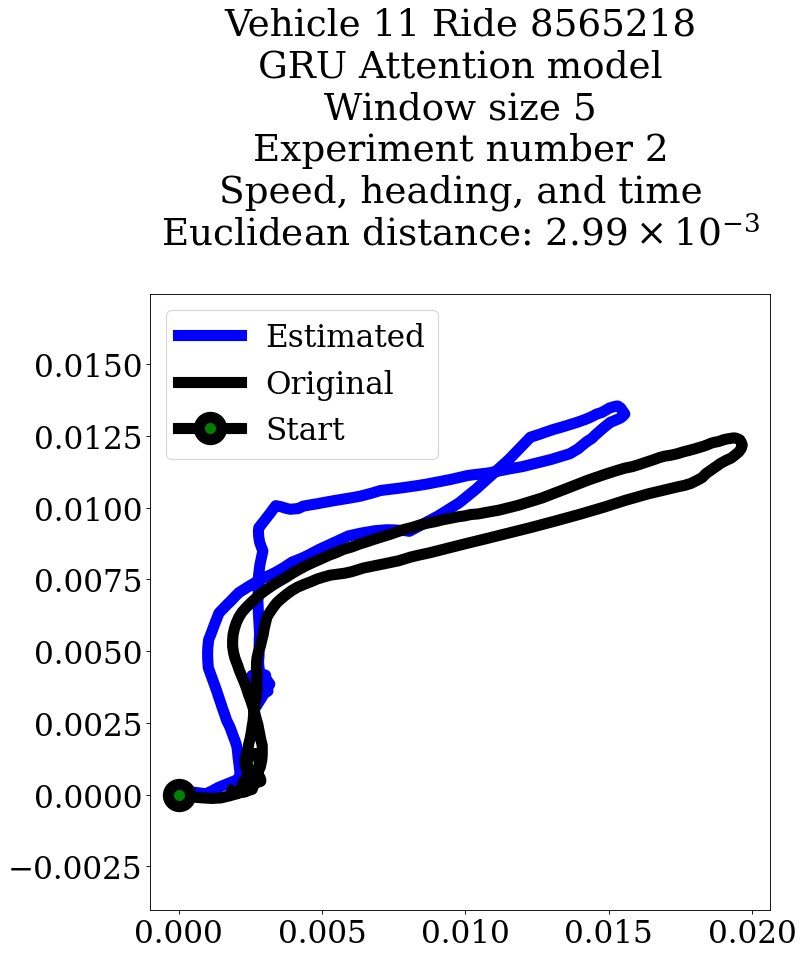 Vehicle 11 Ride 8565218
GRU Attention model
Window size 5
Experiment number 2
Speed, heading, and time
Euclidean distance: 2.99 × 10⁻³
Estimated
Original
Start
0.0150
0.0125
0.0100
0.0075
0.0050
0.0025
0.0000
−0.0025
0.000 0.005 0.010 0.015 0.020